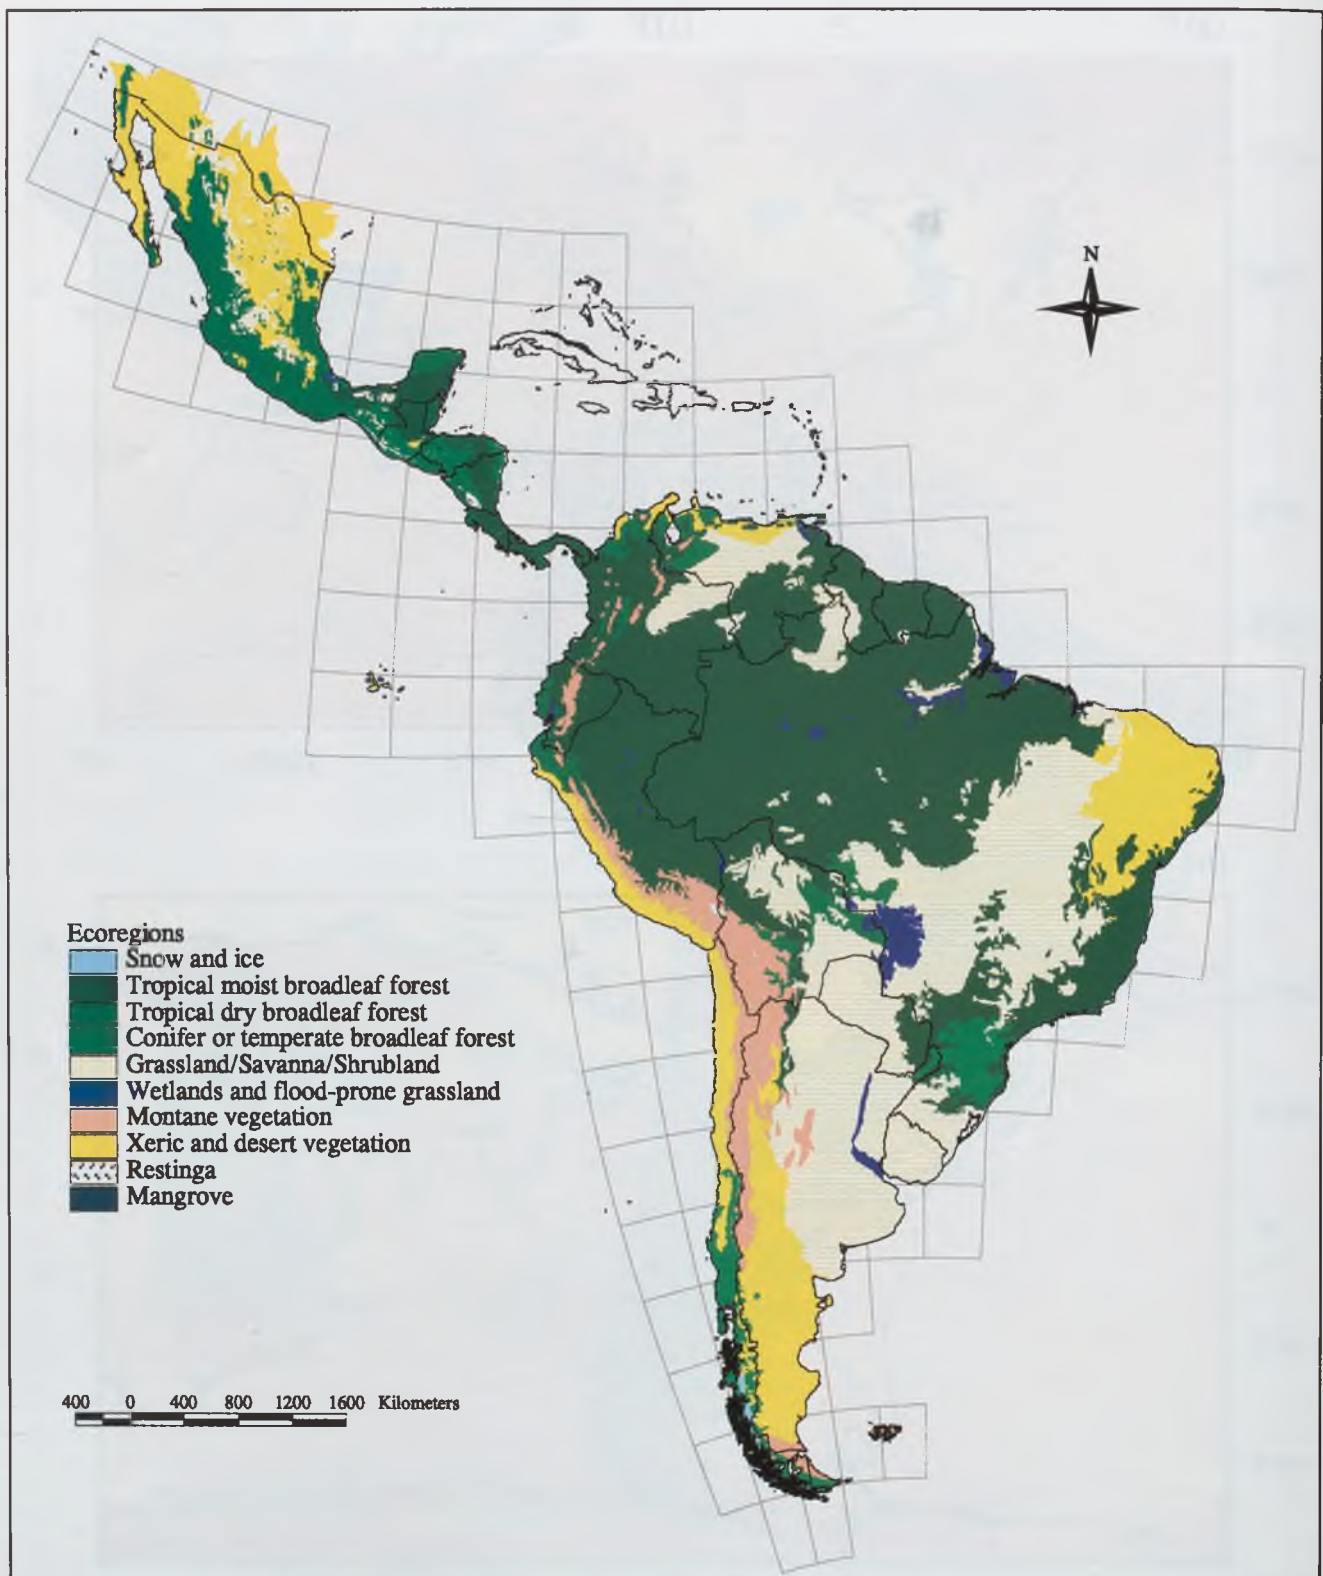 N
Ecoregions
Snow and ice
Tropical moist broadleaf forest
Tropical dry broadleaf forest
Conifer or temperate broadleaf forest
Grassland/Savanna/Shrubland
Wetlands and flood-prone grassland
Montane vegetation
Xeric and desert vegetation
Restinga
Mangrove
400 0 400 800 1200 1600 Kilometers